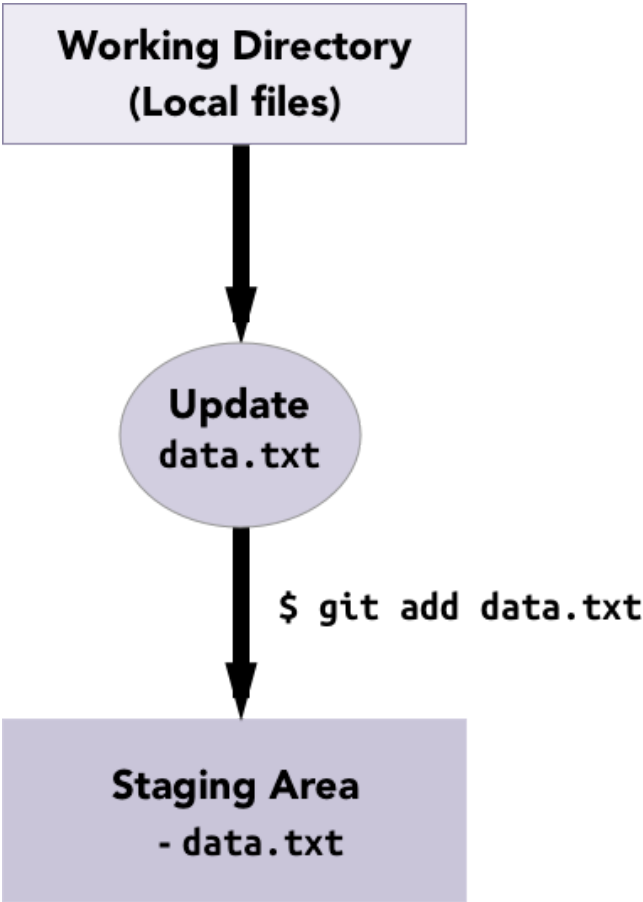 Working Directory
(Local files)
Update
data.txt
$ git add data.txt
Staging Area
- data.txt